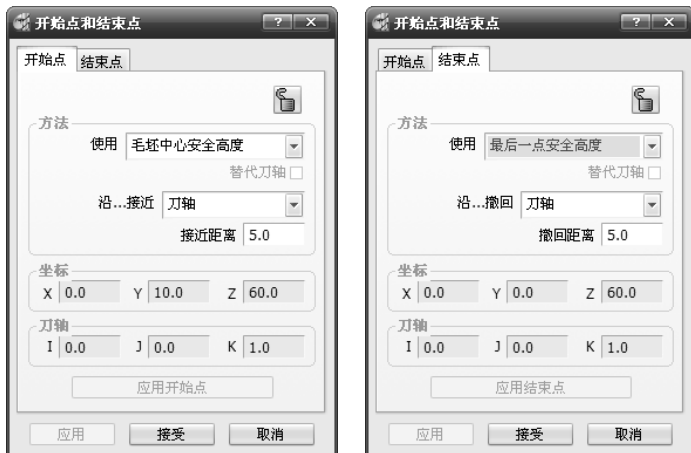 开始点和结束点
开始点 结束点
方法
使用 毛坯中心安全高度
替代刀轴
沿...接近 刀轴
接近距离 5.0
坐标
X 0.0 Y 10.0 Z 60.0
刀轴
I 0.0 J 0.0 K 1.0
应用开始点
应用 接受 取消
开始点和结束点
开始点 结束点
方法
使用 最后一点安全高度
替代刀轴
沿...撤回 刀轴
撤回距离 5.0
坐标
X 0.0 Y 0.0 Z 60.0
刀轴
I 0.0 J 0.0 K 1.0
应用结束点
应用 接受 取消